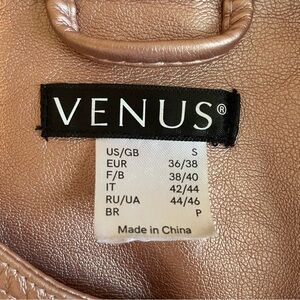 VENUS®
US/GB S
EUR 36/38
F/B 38/40
IT 42/44
RU/UA 44/46
BR P
Made in China